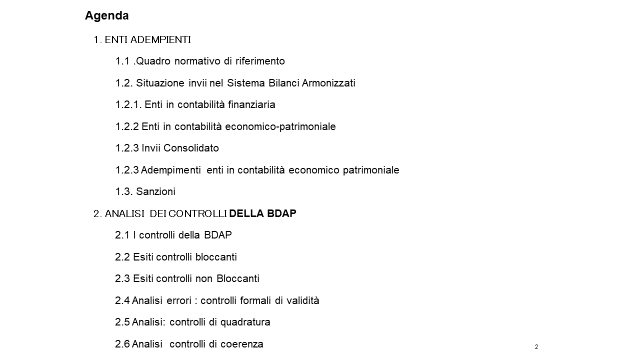 Agenda
1. ENTI ADEMPIENTI
1.1 .Quadro normativo di riferimento
1.2. Situazione invii nel Sistema Bilanci Armonizzati
1.2.1. Enti in contabilità finanziaria
1.2.2 Enti in contabilità economico-patrimoniale
1.2.3 Invii Consolidato
1.2.3 Adempimenti enti in contabilità economico patrimoniale
1.3. Sanzioni
2. ANALISI DEI CONTROLLI DELLA BDAP
2.1 I controlli della BDAP
2.2 Esiti controlli bloccanti
2.3 Esiti controlli non Bloccanti
2.4 Analisi errori : controlli formali di validità
2.5 Analisi: controlli di quadratura
2.6 Analisi controlli di coerenza
2